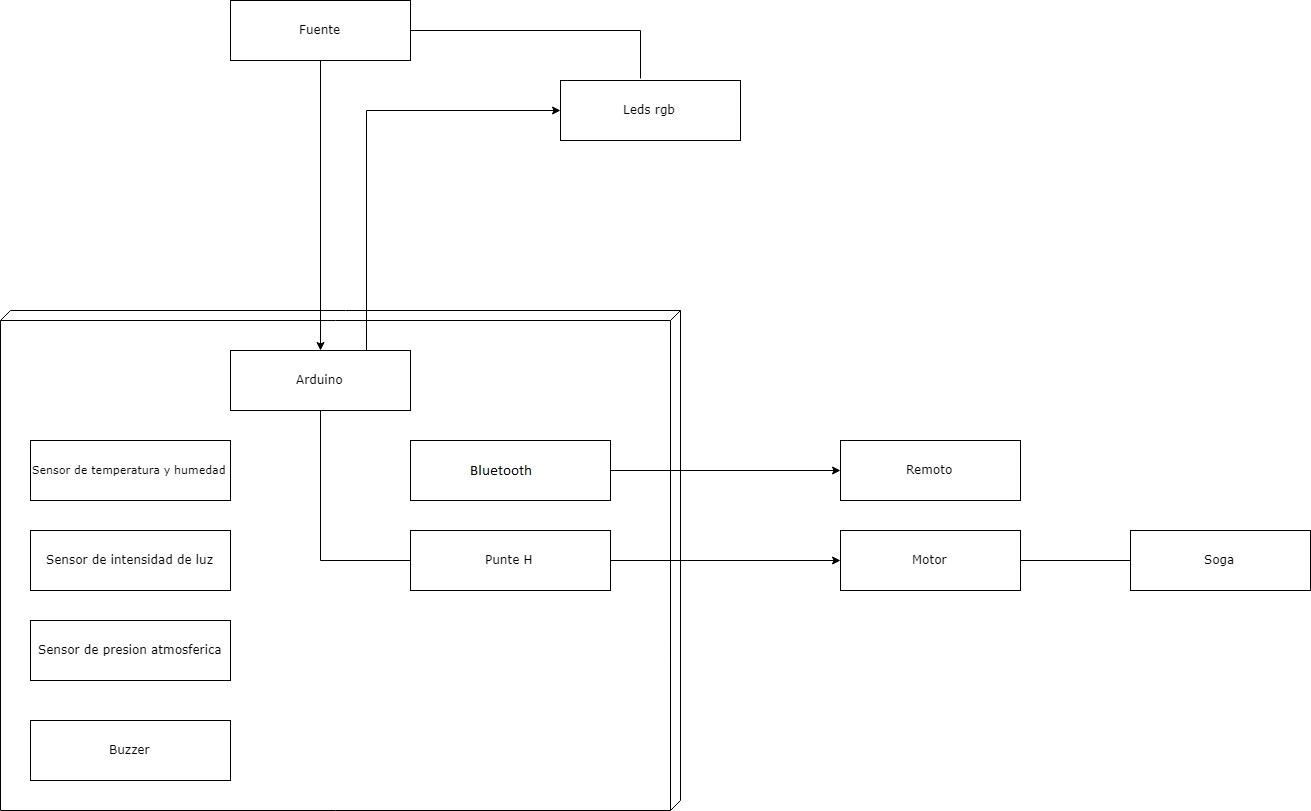 Fuente
Leds rgb
Arduino
Sensor de temperatura y humedad
Bluetooth
Remoto
Sensor de intensidad de luz
Punte H
Motor
Soga
Sensor de presion atmosferica
Buzzer